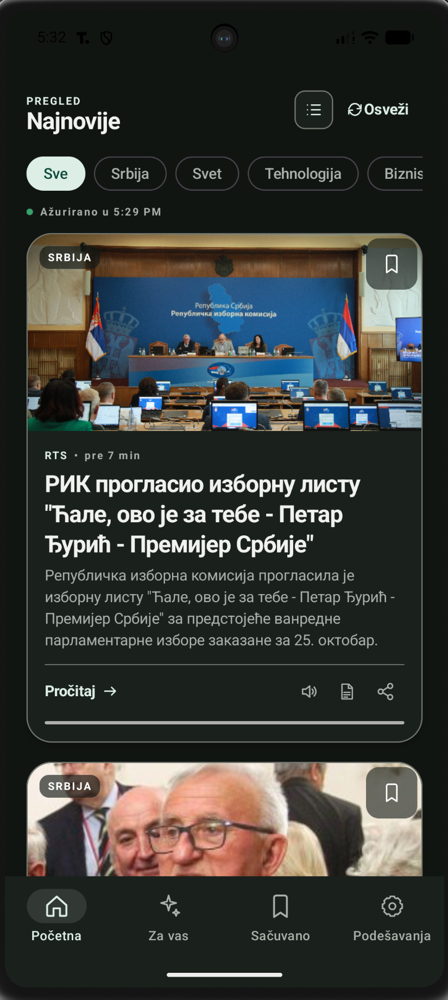 5:32
PREGLED
Najnovije
Osveži
Sve
Srbija
Svet
Tehnologija
Biznis
Ažurirano u 5:29 PM
SRBIJA
Република Србија
Републичка изборна комисија
RTS • pre 7 min
РИК прогласио изборну листу
"Ћале, ово је за тебе - Петар
Ђурић - Премијер Србије"
Републичка изборна комисија прогласила је
изборну листу "Ћале, ово је за тебе - Петар Ђурић -
Премијер Србије" за предстојеће ванредне
парламентарне изборе заказане за 25. октобар.
Pročitaj
SRBIJA
Početna
Za vas
Sačuvano
Podešavanja